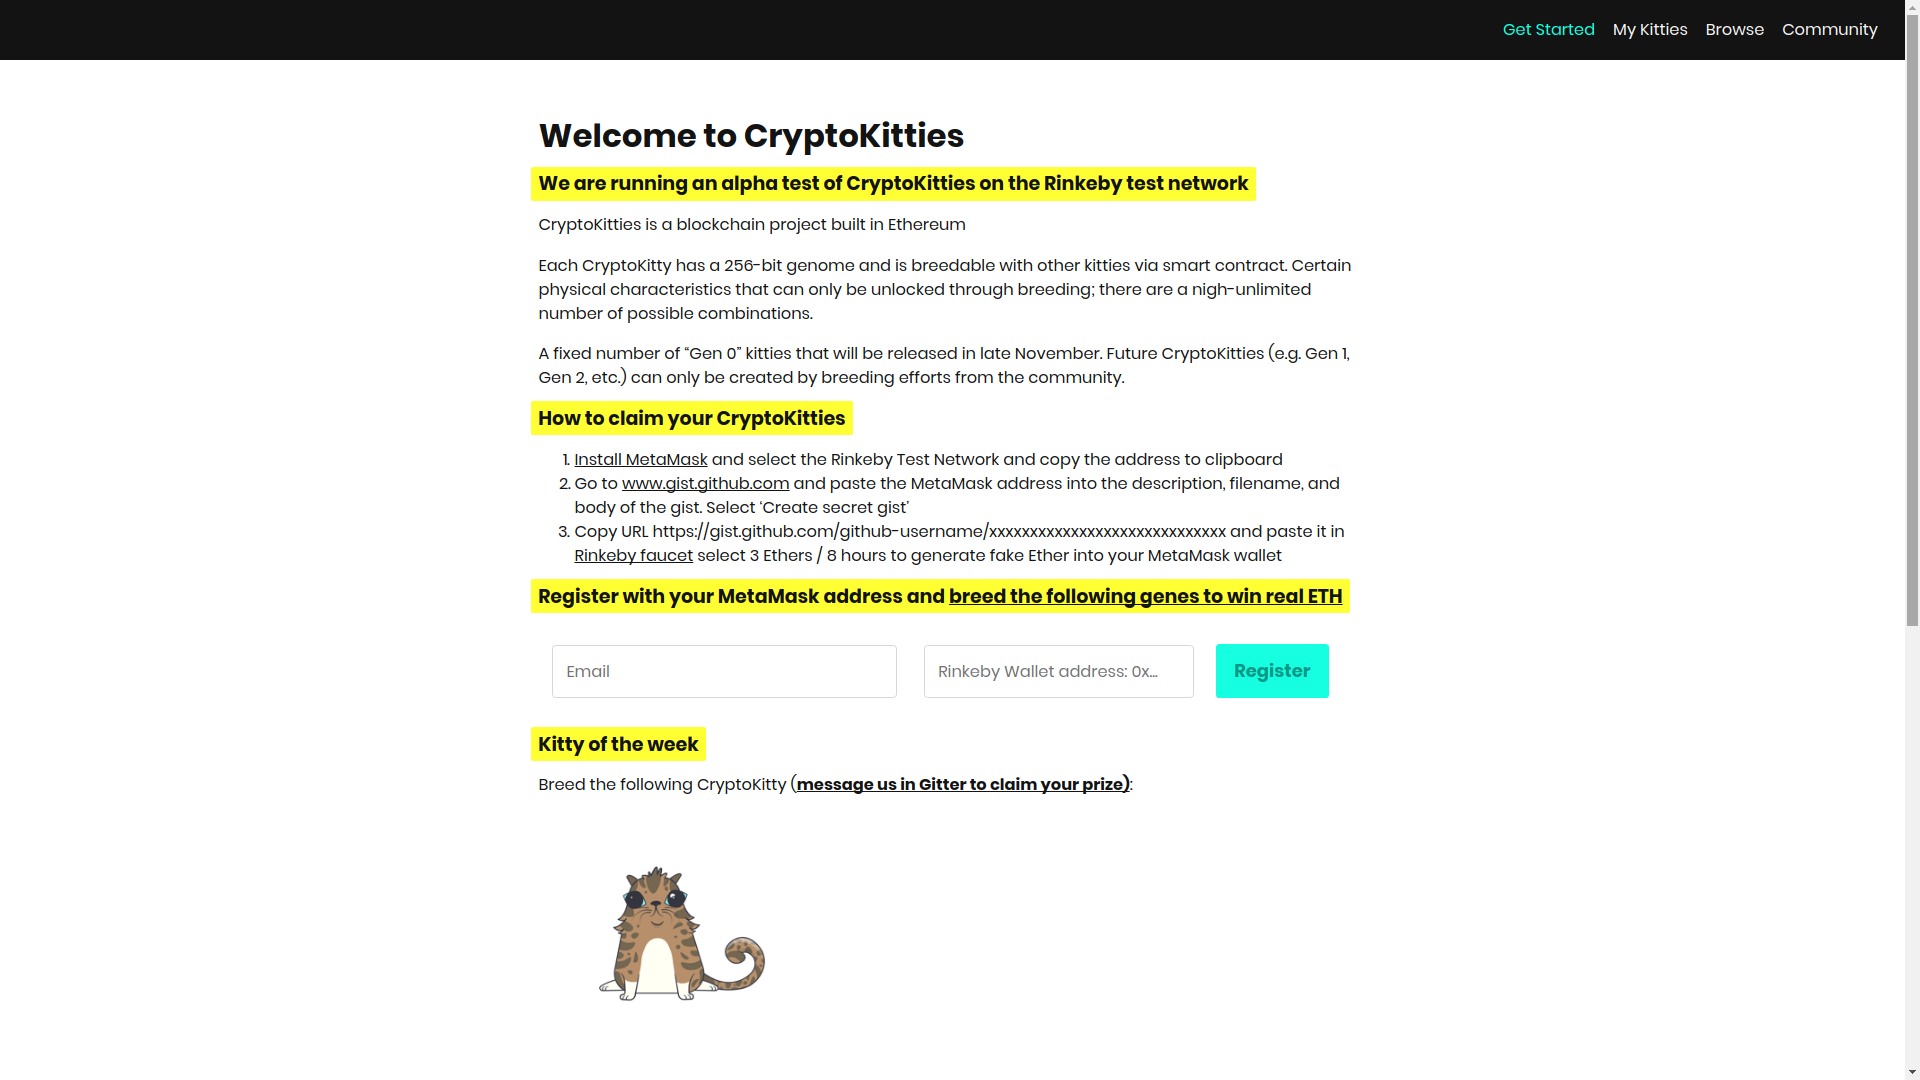 Get Started My Kitties Browse Community
Welcome to CryptoKitties
We are running an alpha test of CryptoKitties on the Rinkeby test network
CryptoKitties is a blockchain project built in Ethereum
Each CryptoKitty has a 256-bit genome and is breedable with other kitties via smart contract. Certain
physical characteristics that can only be unlocked through breeding; there are a nigh-unlimited
number of possible combinations.
A fixed number of “Gen 0” kitties that will be released in late November. Future CryptoKitties (e.g. Gen 1,
Gen 2, etc.) can only be created by breeding efforts from the community.
How to claim your CryptoKitties
1. Install MetaMask and select the Rinkeby Test Network and copy the address to clipboard
2. Go to www.gist.github.com and paste the MetaMask address into the description, filename, and
body of the gist. Select ‘Create secret gist’
3. Copy URL https://gist.github.com/github-username/xxxxxxxxxxxxxxxxxxxxxxxxxxxxx and paste it in
Rinkeby faucet select 3 Ethers / 8 hours to generate fake Ether into your MetaMask wallet
Register with your MetaMask address and breed the following genes to win real ETH
Email Rinkeby Wallet address: 0x... Register
Kitty of the week
Breed the following CryptoKitty (message us in Gitter to claim your prize):